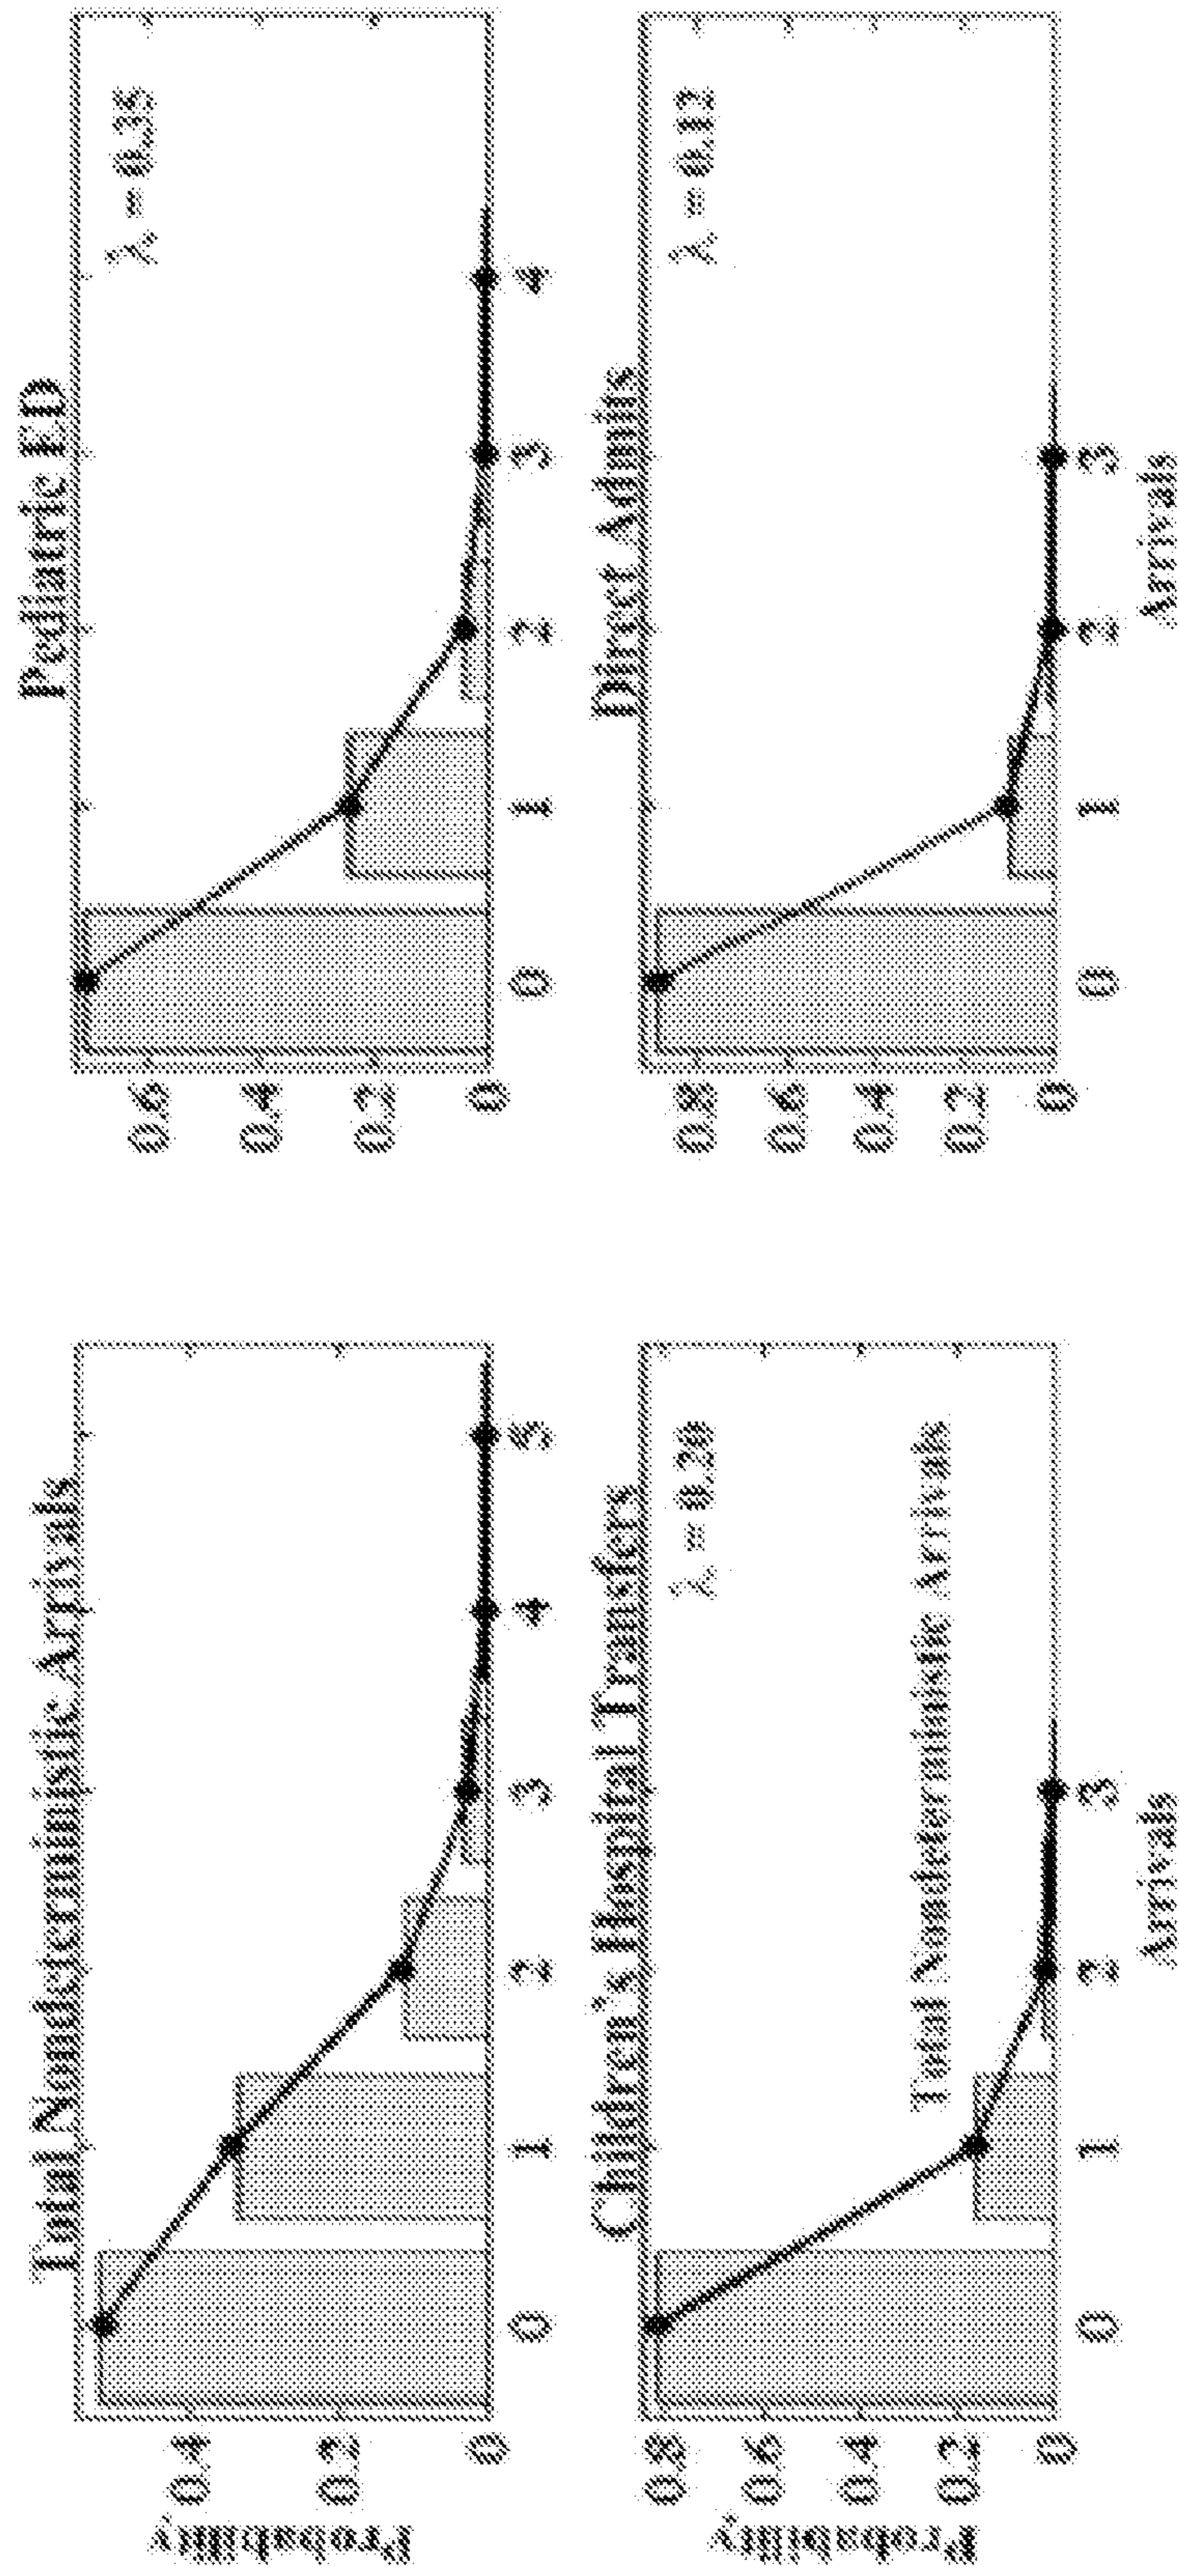 Total Nondeterministic Arrivals
Probability
0.4
0.2
0
0 1 2 3 4 5
Pediatric ED
λ = 0.35
0.6
0.4
0.2
0
0 1 2 3 4
Children's Hospital Transfers
λ = 0.20
Total Nondeterministic Arrivals
Probability
0.8
0.6
0.4
0.2
0
0 1 2 3
Arrivals
Direct Admits
λ = 0.12
0.8
0.6
0.4
0.2
0
0 1 2 3
Arrivals